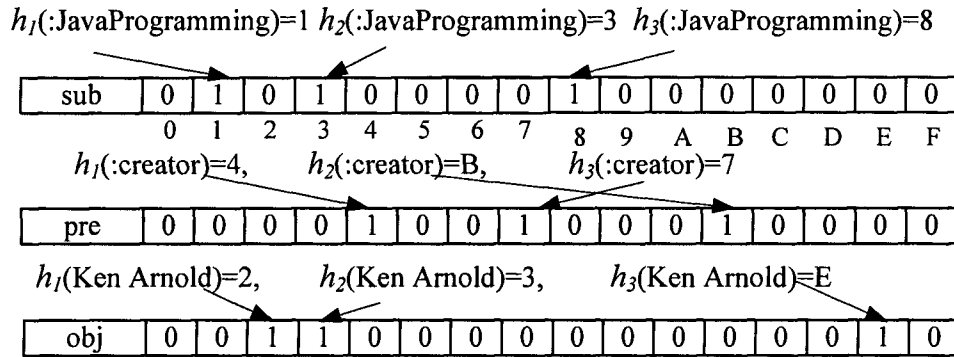 h1(:JavaProgramming)=1 h2(:JavaProgramming)=3 h3(:JavaProgramming)=8
sub 0 1 0 1 0 0 0 0 1 0 0 0 0 0 0 0
0 1 2 3 4 5 6 7 8 9 A B C D E F
h1(:creator)=4, h2(:creator)=B, h3(:creator)=7
pre 0 0 0 0 1 0 0 1 0 0 0 1 0 0 0 0
h1(Ken Arnold)=2, h2(Ken Arnold)=3, h3(Ken Arnold)=E
obj 0 0 1 1 0 0 0 0 0 0 0 0 0 0 1 0